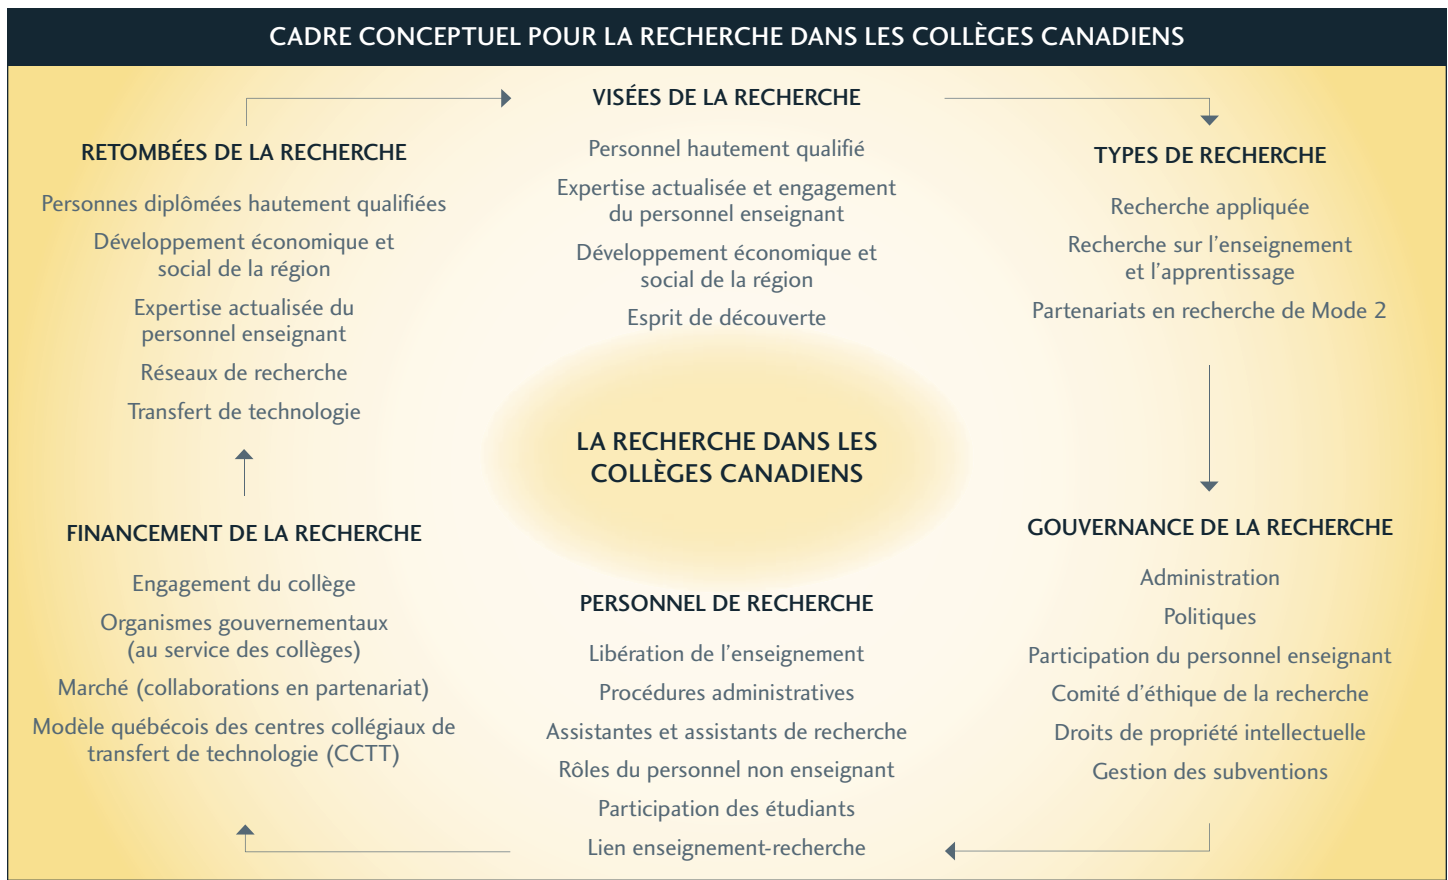 CADRE CONCEPTUEL POUR LA RECHERCHE DANS LES COLLÈGES CANADIENS
VISÉES DE LA RECHERCHE
Personnel hautement qualifié
Expertise actualisée et engagement
du personnel enseignant
Développement économique et
social de la région
Esprit de découverte
TYPES DE RECHERCHE
Recherche appliquée
Recherche sur l’enseignement
et l’apprentissage
Partenariats en recherche de Mode 2
GOUVERNANCE DE LA RECHERCHE
Administration
Politiques
Participation du personnel enseignant
Comité d’éthique de la recherche
Droits de propriété intellectuelle
Gestion des subventions
PERSONNEL DE RECHERCHE
Libération de l’enseignement
Procédures administratives
Assistantes et assistants de recherche
Rôles du personnel non enseignant
Participation des étudiants
Lien enseignement-recherche
FINANCEMENT DE LA RECHERCHE
Engagement du collège
Organismes gouvernementaux
(au service des collèges)
Marché (collaborations en partenariat)
Modèle québécois des centres collégiaux de
transfert de technologie (CCTT)
RETOMBÉES DE LA RECHERCHE
Personnes diplômées hautement qualifiées
Développement économique et
social de la région
Expertise actualisée du
personnel enseignant
Réseaux de recherche
Transfert de technologie
LA RECHERCHE DANS LES
COLLÈGES CANADIENS